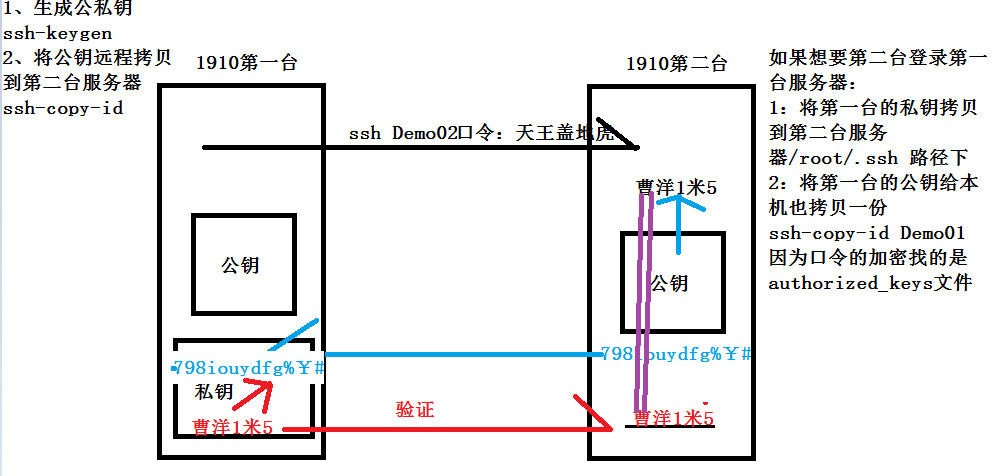 1、生成公私钥
ssh-keygen
2、将公钥远程拷贝
到第二台服务器
ssh-copy-id
1910第一台
1910第二台
ssh Demo02口令：天王盖地虎
曹洋1米5
公钥
公钥
798iouydfg%￥#
798iouydfg%￥#
私钥
曹洋1米5
验证
曹洋1米5
如果想要第二台登录第一
台服务器：
1：将第一台的私钥拷贝
到第二台服务
器/root/.ssh 路径下
2：将第一台的公钥给本
机也拷贝一份
ssh-copy-id Demo01
因为口令的加密找的是
authorized_keys文件